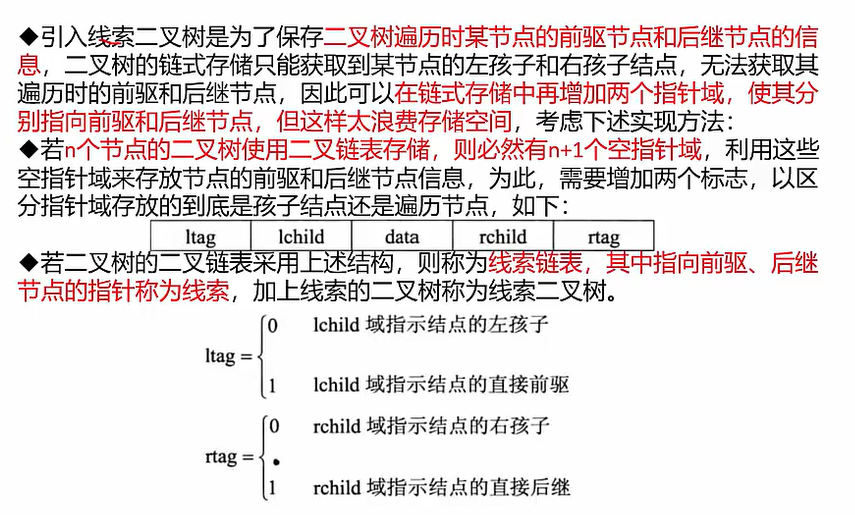 ◆引入线索二叉树是为了保存二叉树遍历时某节点的前驱节点和后继节点的信
息，二叉树的链式存储只能获取到某节点的左孩子和右孩子结点，无法获取其
遍历时的前驱和后继节点，因此可以在链式存储中再增加两个指针域，使其分
别指向前驱和后继节点，但这样太浪费存储空间，考虑下述实现方法：
◆若n个节点的二叉树使用二叉链表存储，则必然有n+1个空指针域，利用这些
空指针域来存放节点的前驱和后继节点信息，为此，需要增加两个标志，以区
分指针域存放的到底是孩子结点还是遍历节点，如下：
ltag lchild data rchild rtag
◆若二叉树的二叉链表采用上述结构，则称为线索链表，其中指向前驱、后继
节点的指针称为线索，加上线索的二叉树称为线索二叉树。
0 lchild 域指示结点的左孩子
ltag =
1 lchild 域指示结点的直接前驱
0 rchild 域指示结点的右孩子
rtag =
1 rchild 域指示结点的直接后继